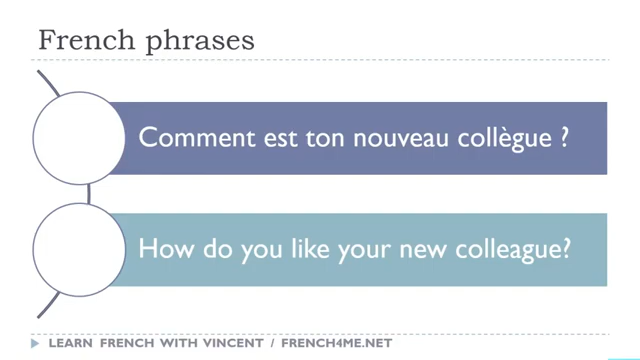 French phrases
Comment est ton nouveau collègue ?
How do you like your new colleague?
LEARN FRENCH WITH VINCENT / FRENCH4ME.NET